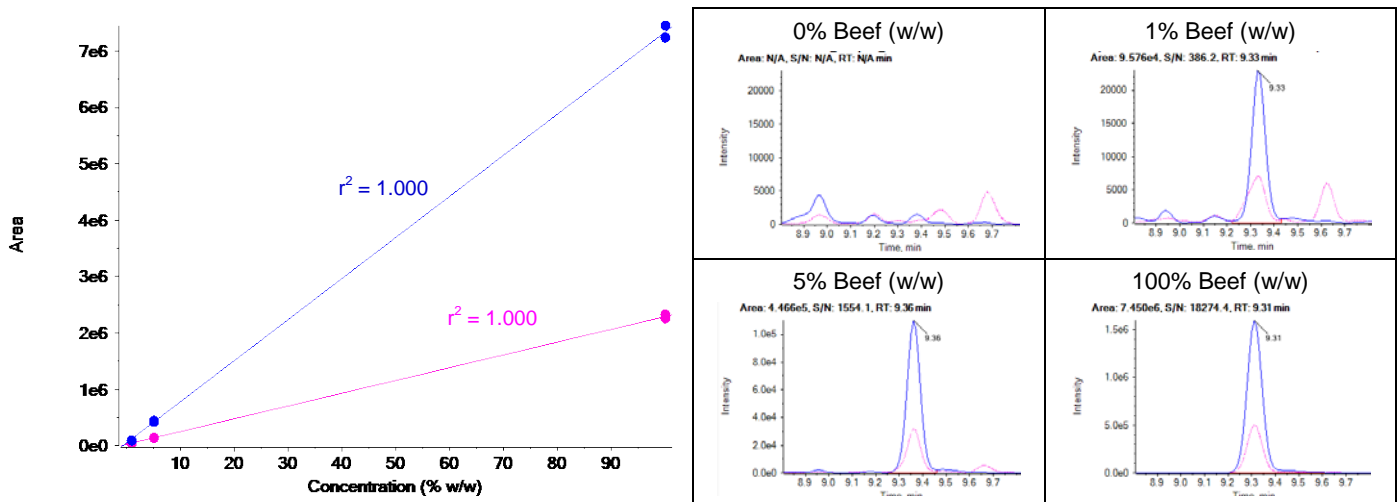 7e6
6e6
5e6
4e6
3e6
2e6
1e6
0e0
Area
r² = 1.000
r² = 1.000
10 20 30 40 50 60 70 80 90
Concentration (% w/w)
0% Beef (w/w)
Area: N/A, S/N: N/A, RT: N/A min
20000
15000
10000
5000
0
Intensity
8.9 9.0 9.1 9.2 9.3 9.4 9.5 9.6 9.7
Time, min
1% Beef (w/w)
Area: 9.576e4, S/N: 386.2, RT: 9.33 min
9.33
20000
15000
10000
5000
0
Intensity
8.9 9.0 9.1 9.2 9.3 9.4 9.5 9.6 9.7
Time, min
5% Beef (w/w)
Area: 4.466e5, S/N: 1554.1, RT: 9.36 min
9.36
1.0e5
8.0e4
6.0e4
4.0e4
2.0e4
0.0e0
Intensity
8.9 9.0 9.1 9.2 9.3 9.4 9.5 9.6 9.7
Time, min
100% Beef (w/w)
Area: 7.450e6, S/N: 18274.4, RT: 9.31 min
9.31
1.5e6
1.0e6
5.0e5
0.0e0
Intensity
8.9 9.0 9.1 9.2 9.3 9.4 9.5 9.6 9.7
Time, min